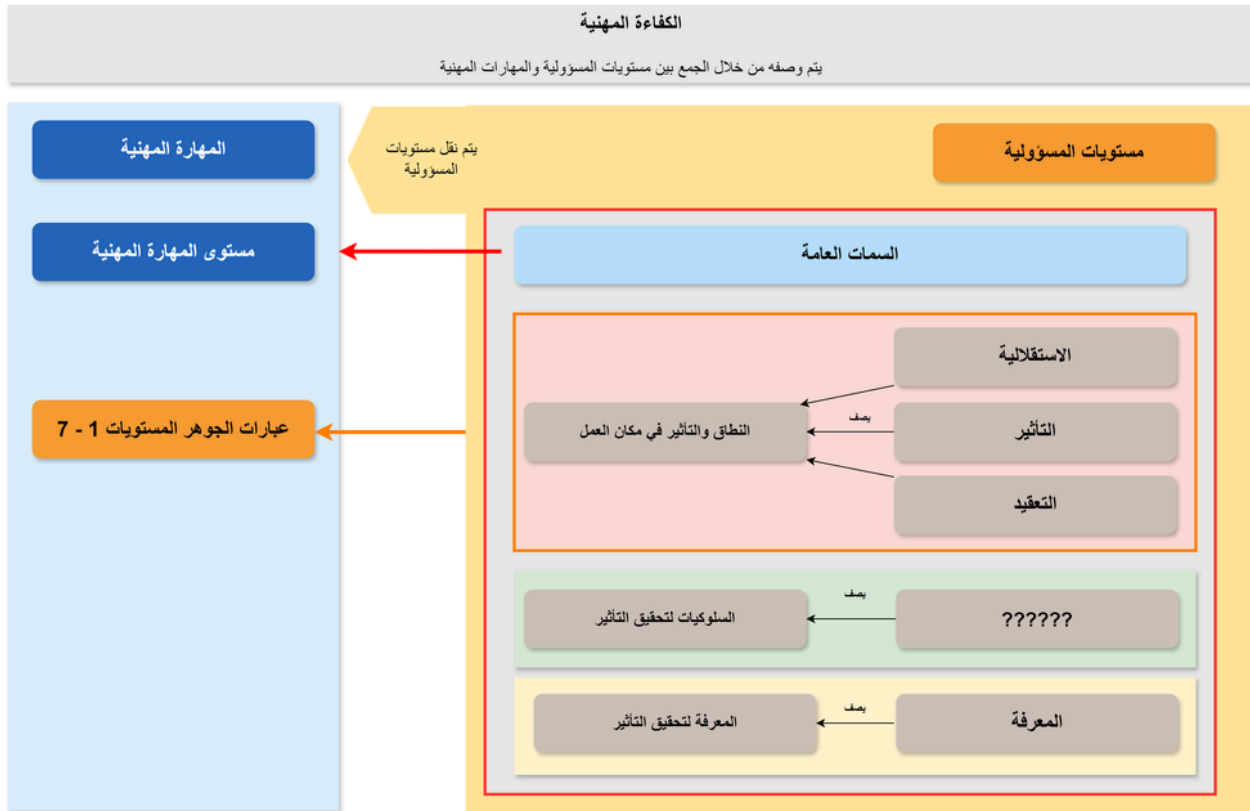 الكفاءة المهنية
يتم وصفه من خلال الجمع بين مستويات المسؤولية والمهارات المهنية
مستويات المسؤولية
يتم نقل مستويات
المسؤولية
المهارة المهنية
السمات العامة
مستوى المهارة المهنية
الاستقلالية
التأثير
يصف
النطاق والتأثير في مكان العمل
عبارات الجوهر المستويات 1 - 7
التعقيد
??????
يصف
السلوكيات لتحقيق التأثير
المعرفة
يصف
المعرفة لتحقيق التأثير